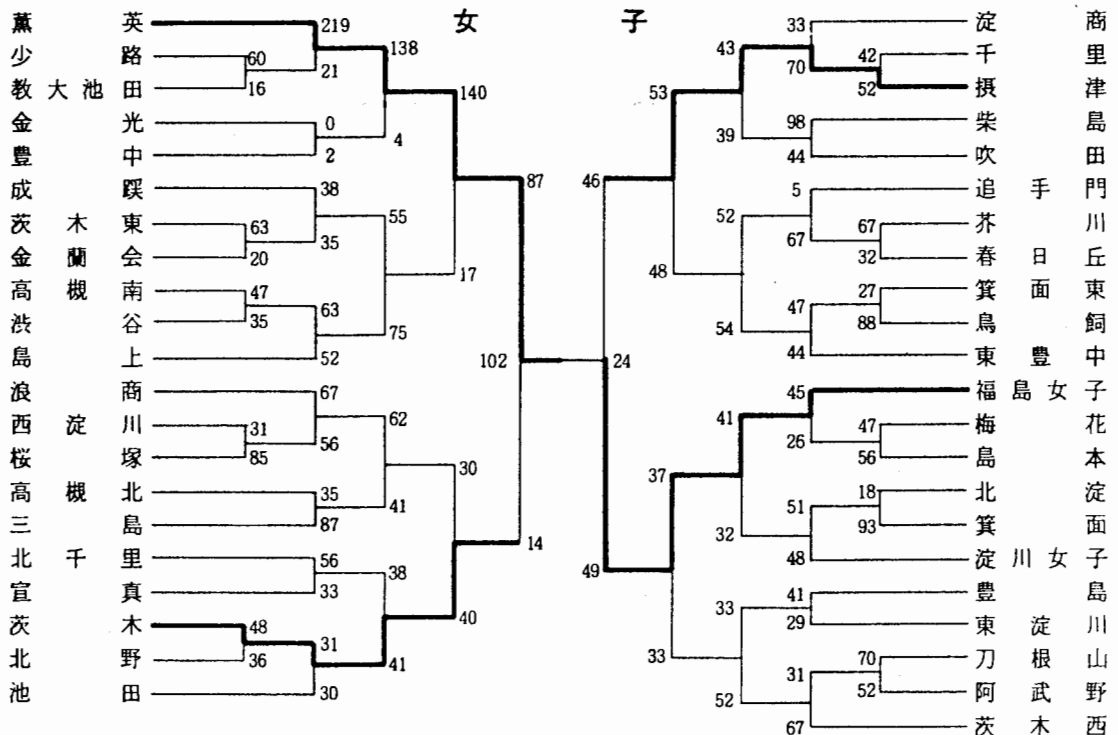 女 子
薫 英 219
少 路 60
21
138
教 大 池 田 16
140
金 光 0
4
豊 中 2
87
成 蹊 38
55
茨 木 東 63
35
金 蘭 会 20
17
高 槻 南 47
63
渋 谷 35
75
島 上 52
102
浪 商 67
62
西 淀 川 31
56
桜 塚 85
30
高 槻 北 35
41
三 島 87
14
北 千 里 56
38
宣 真 33
40
茨 木 48
31
北 野 36
41
池 田 30
33 淀 商
43
42 千 里
70
52 摂 津
53
98 柴 島
39
44 吹 田
46
5 追 手 門
52
67 芥 川
67
32 春 日 丘
48
27 箕 面 東
47
88 鳥 飼
54
44 東 豊 中
24
45 福 島 女 子
41
47 梅 花
26
56 島 本
37
18 北 淀
51
93 箕 面
32
48 淀 川 女 子
49
41 豊 島
33
29 東 淀 川
33
70 刀 根 山
31
52 阿 武 野
52
67 茨 木 西